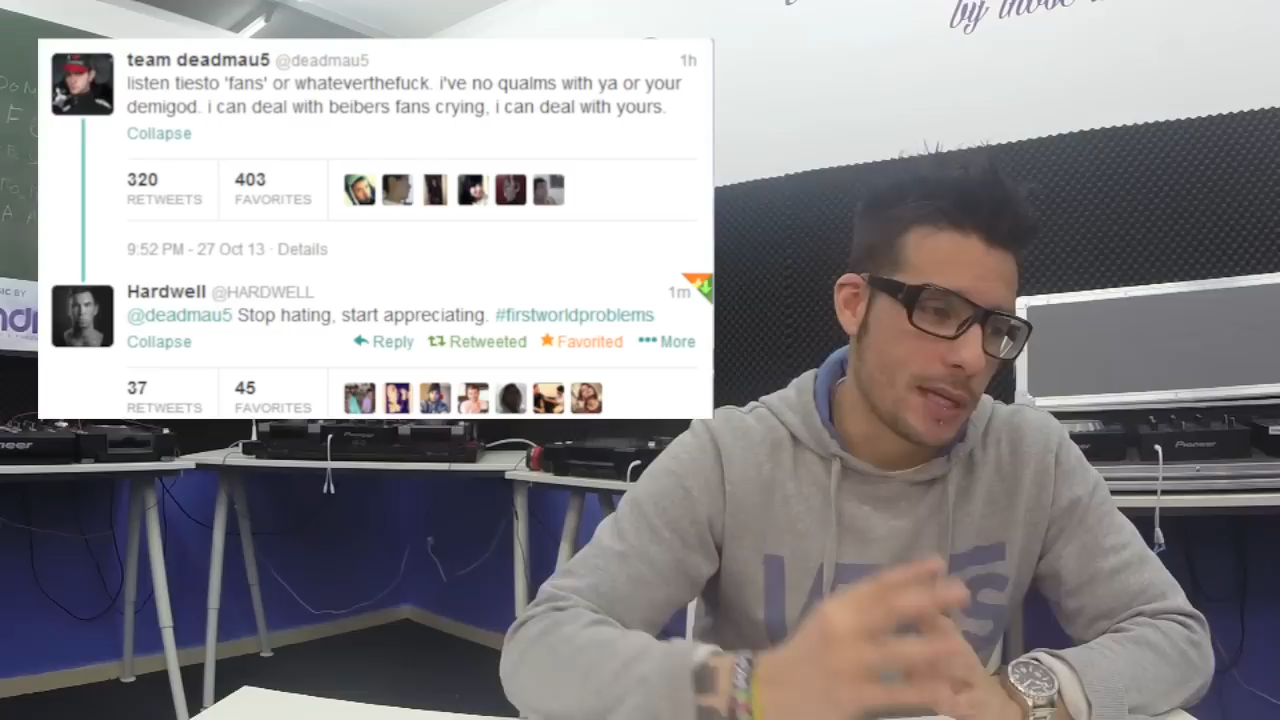 by those
team deadmau5 @deadmau5 1h
listen tiesto 'fans' or whateverthefuck. i've no qualms with ya or your
demigod. i can deal with beibers fans crying, i can deal with yours.
Collapse
320 403
RETWEETS FAVORITES
9:52 PM - 27 Oct 13 · Details
Hardwell @HARDWELL 1m
@deadmau5 Stop hating, start appreciating. #firstworldproblems
Collapse Reply Retweeted Favorited ••• More
37 45
RETWEETS FAVORITES
Pioneer
Pioneer